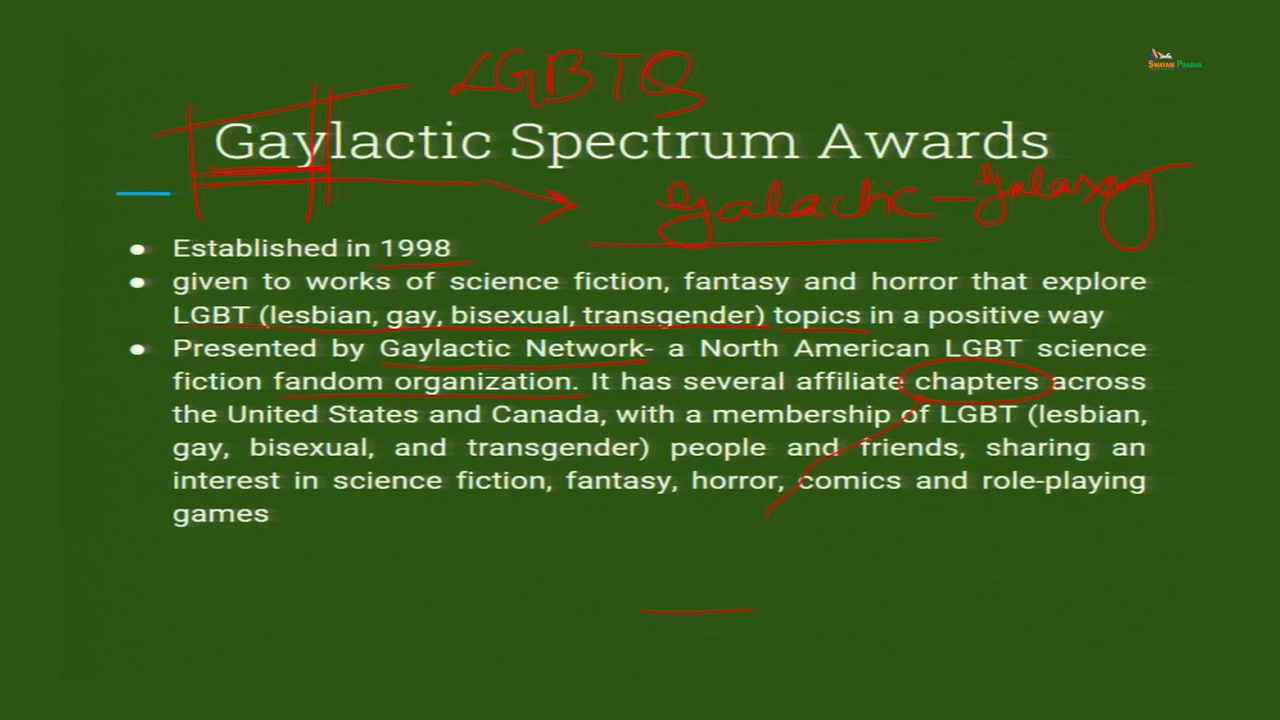 LGBTQ
SWAYAM PRABHA
Gaylactic Spectrum Awards
galactic - galaxy
• Established in 1998
• given to works of science fiction, fantasy and horror that explore
LGBT (lesbian, gay, bisexual, transgender) topics in a positive way
• Presented by Gaylactic Network- a North American LGBT science
fiction fandom organization. It has several affiliate chapters across
the United States and Canada, with a membership of LGBT (lesbian,
gay, bisexual, and transgender) people and friends, sharing an
interest in science fiction, fantasy, horror, comics and role-playing
games